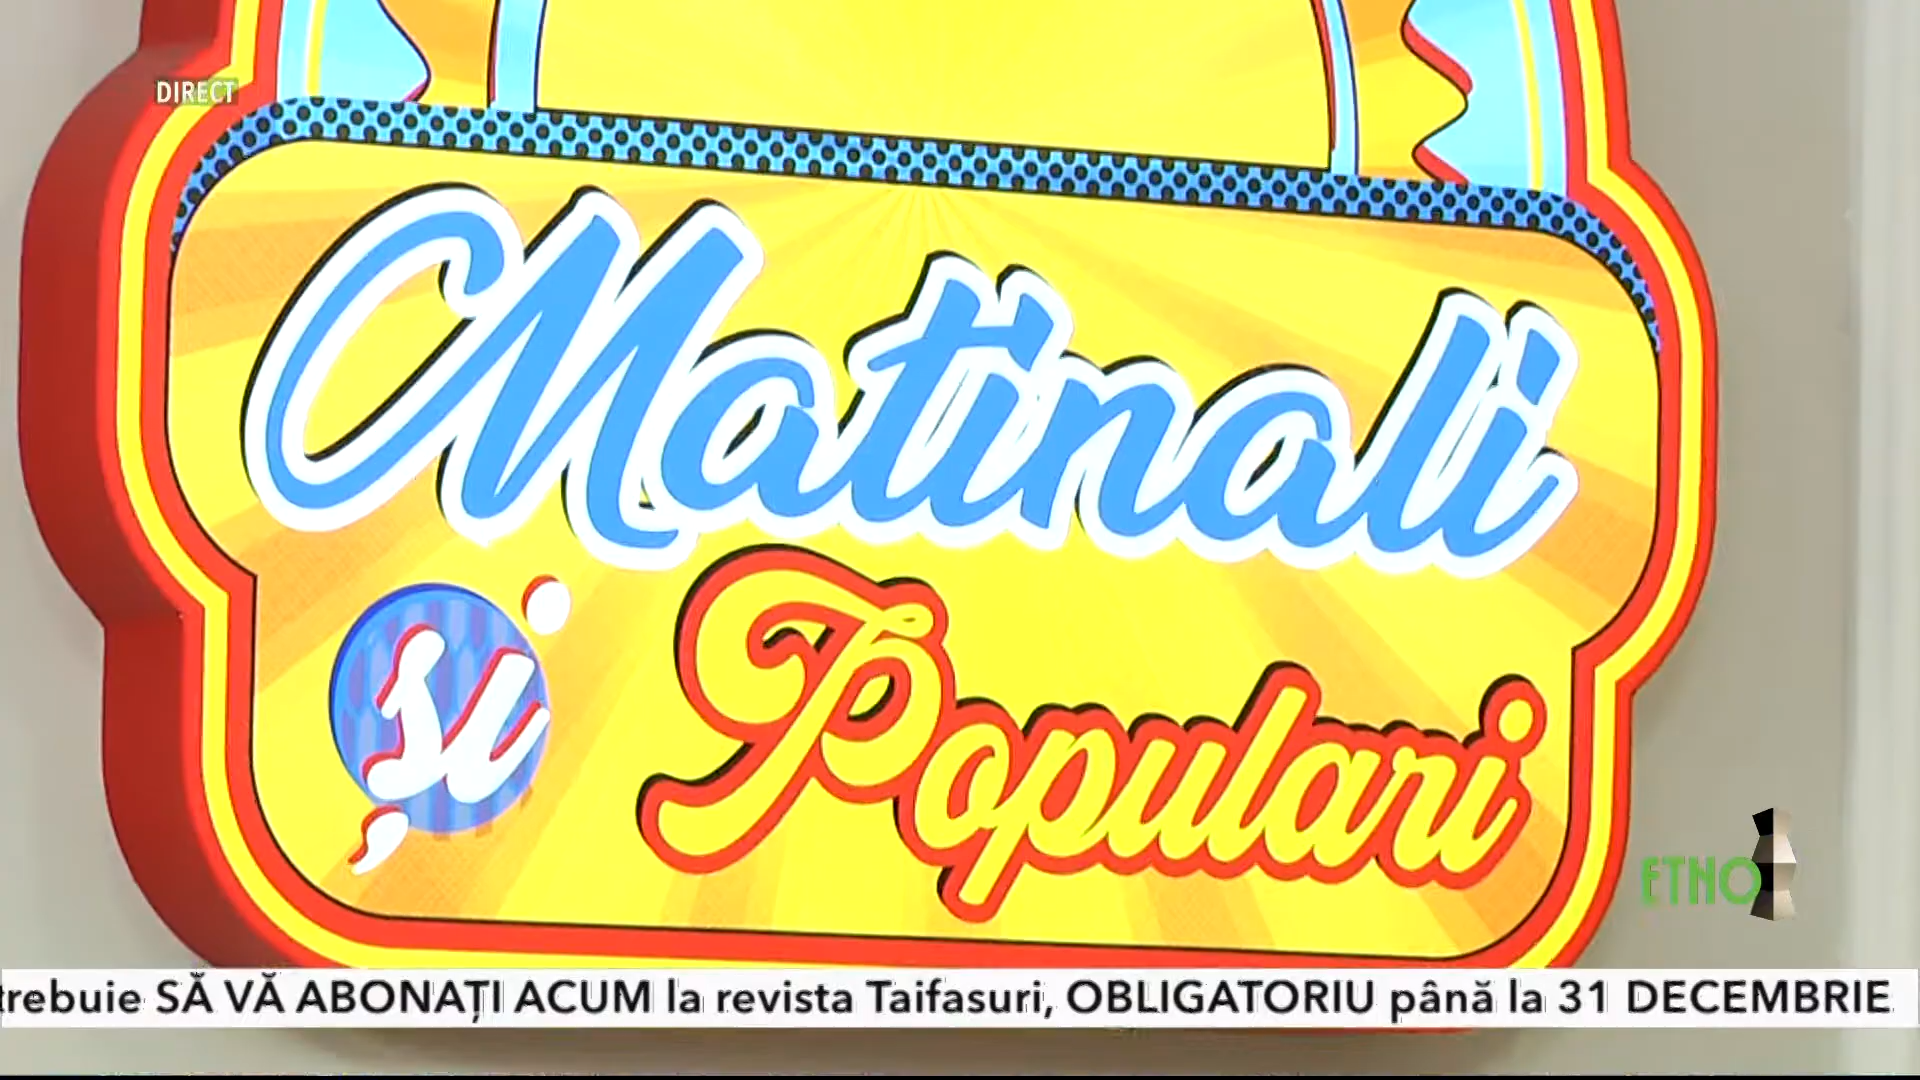 DIRECT
Matinali
și Populari
ETNO
trebuie SĂ VĂ ABONAȚI ACUM la revista Taifasuri, OBLIGATORIU până la 31 DECEMBRIE